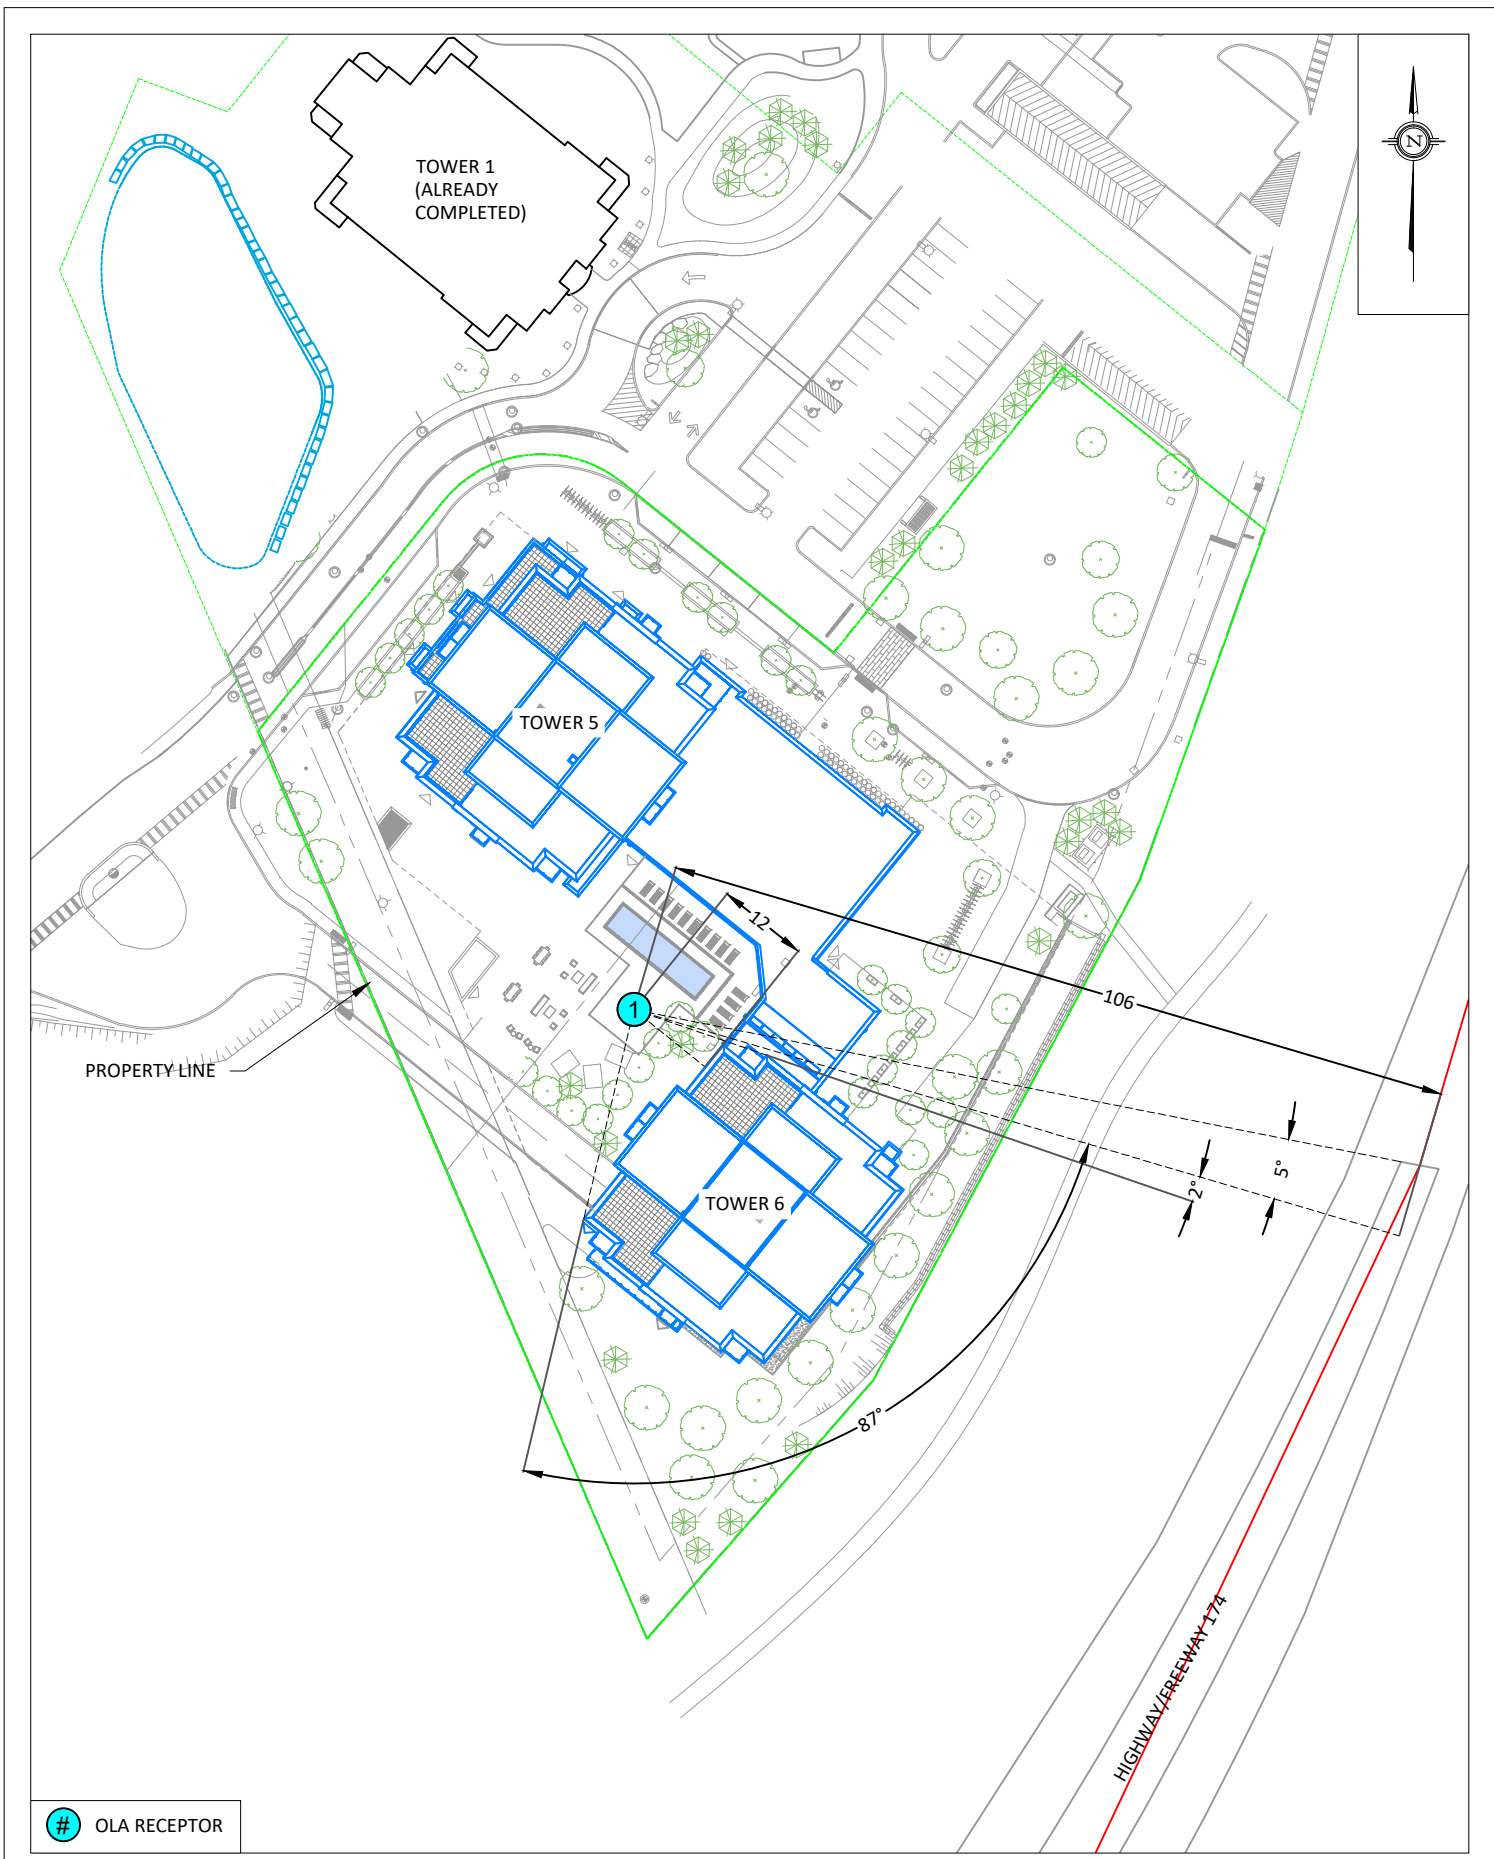 N
TOWER 1
(ALREADY
COMPLETED)
TOWER 5
12
106
1
PROPERTY LINE
5°
2°
TOWER 6
87°
HIGHWAY/FREEWAY 174
# OLA RECEPTOR